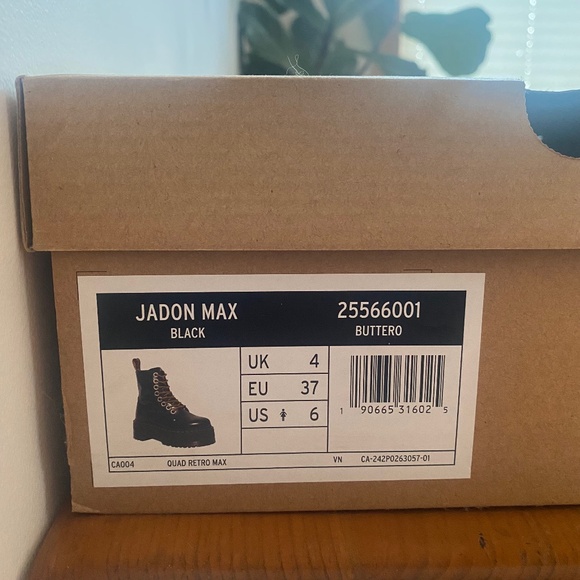 JADON MAX 25566001
BLACK BUTTERO
UK 4
EU 37
US 6
1 90665 31602 5
CA004 QUAD RETRO MAX VN CA-242P0263057-01